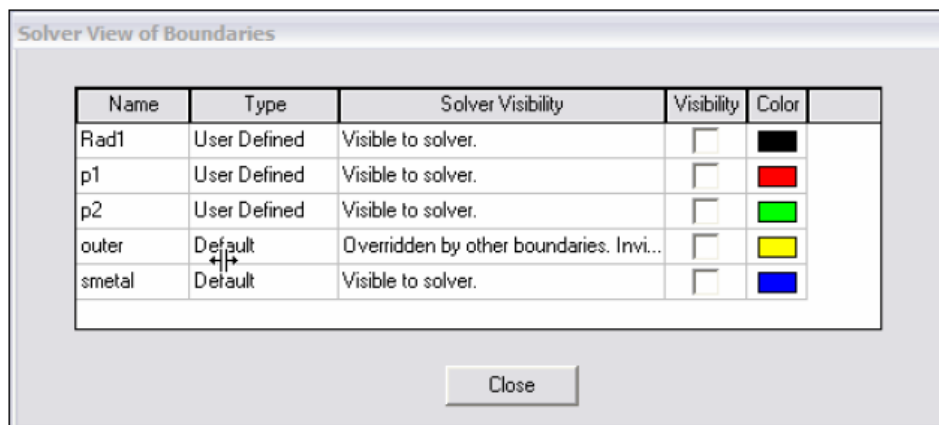 Solver View of Boundaries
Name Type Solver Visibility Visibility Color
Rad1 User Defined Visible to solver.
p1 User Defined Visible to solver.
p2 User Defined Visible to solver.
outer Default Overridden by other boundaries. Invi...
smetal Default Visible to solver.
Close